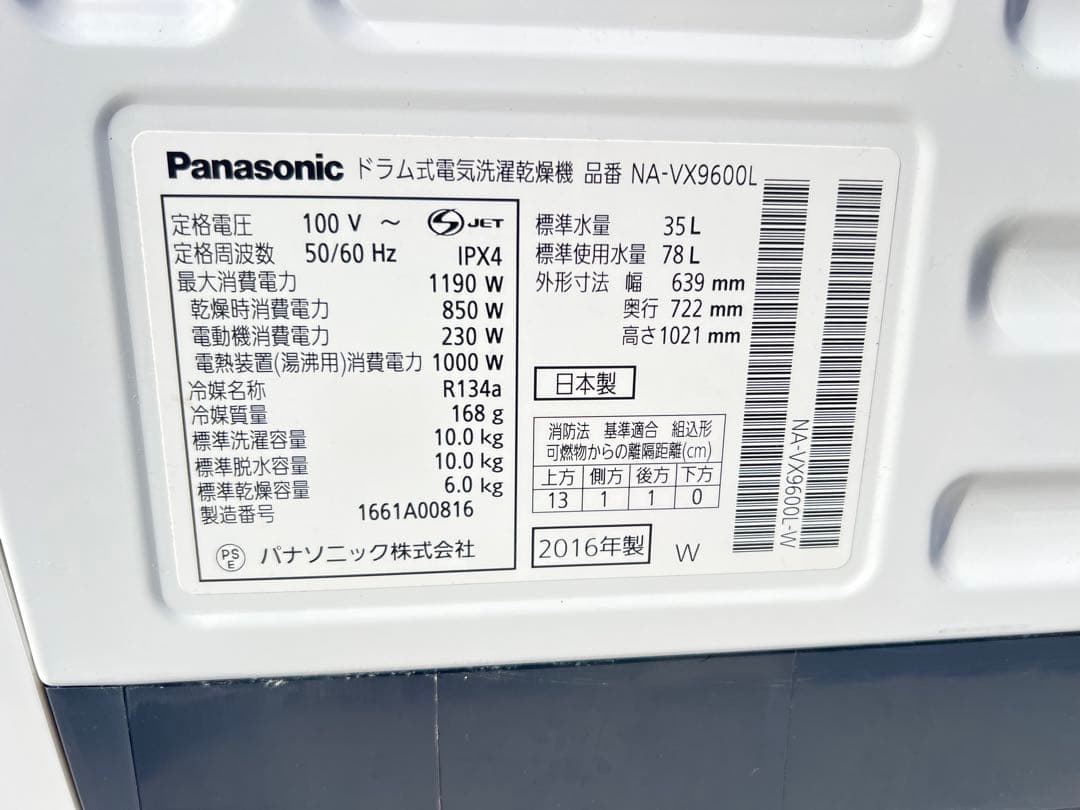 Panasonic ドラム式電気洗濯乾燥機 品番 NA-VX9600L
定格電圧 100 V ～ S JET
定格周波数 50/60 Hz IPX4
最大消費電力 1190 W
乾燥時消費電力 850 W
電動機消費電力 230 W
電熱装置(湯沸用)消費電力 1000 W
冷媒名称 R134a
冷媒質量 168 g
標準洗濯容量 10.0 kg
標準脱水容量 10.0 kg
標準乾燥容量 6.0 kg
製造番号 1661A00816
PS
E
パナソニック株式会社
標準水量 35 L
標準使用水量 78 L
外形寸法 幅 639 mm
奥行 722 mm
高さ 1021 mm
日本製
消防法 基準適合 組込形
可燃物からの離隔距離(cm)
上方 側方 後方 下方
13 1 1 0
2016年製 W
NA-VX9600L-W